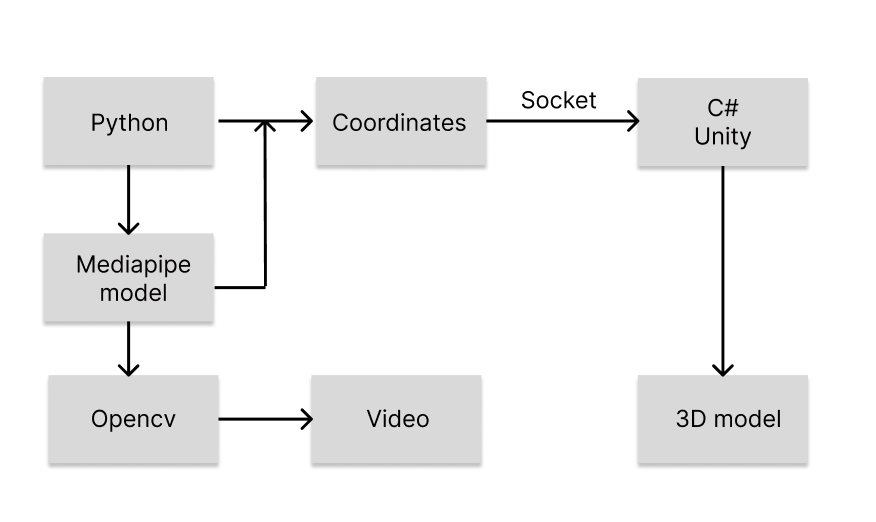 Python
Coordinates
Socket
C#
Unity
Mediapipe
model
Opencv
Video
3D model